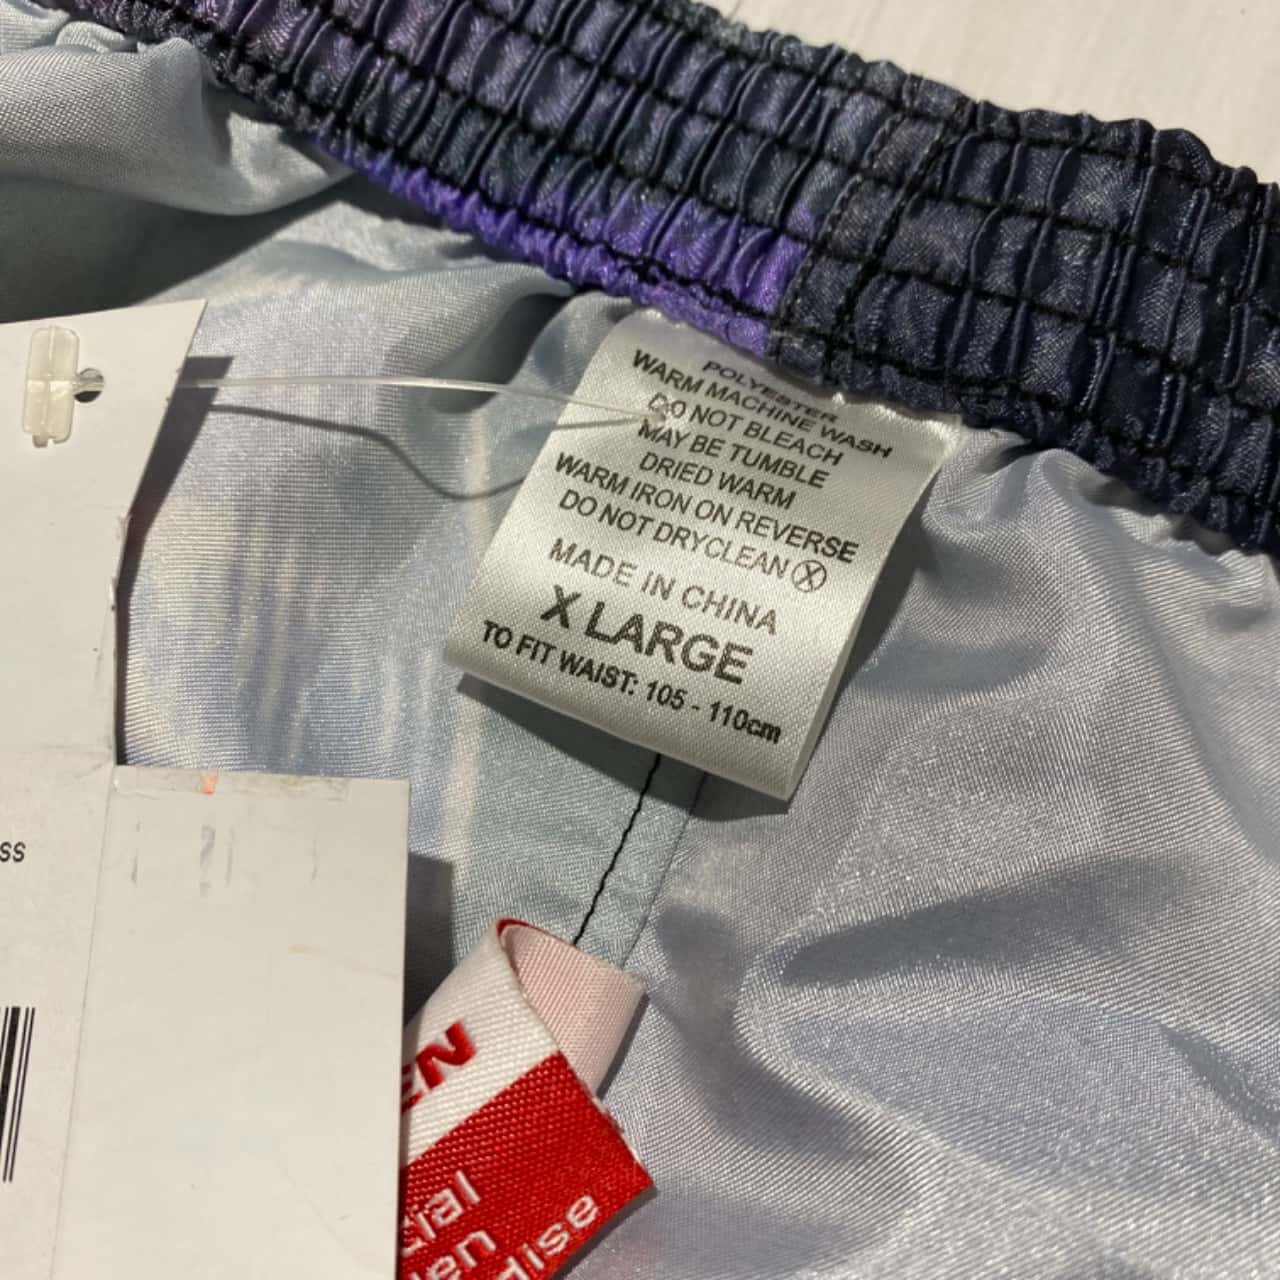 POLYESTER
WARM MACHINE WASH
DO NOT BLEACH
MAY BE TUMBLE
DRIED WARM
WARM IRON ON REVERSE
DO NOT DRYCLEAN Ⓧ
MADE IN CHINA
X LARGE
TO FIT WAIST: 105 - 110cm
ss